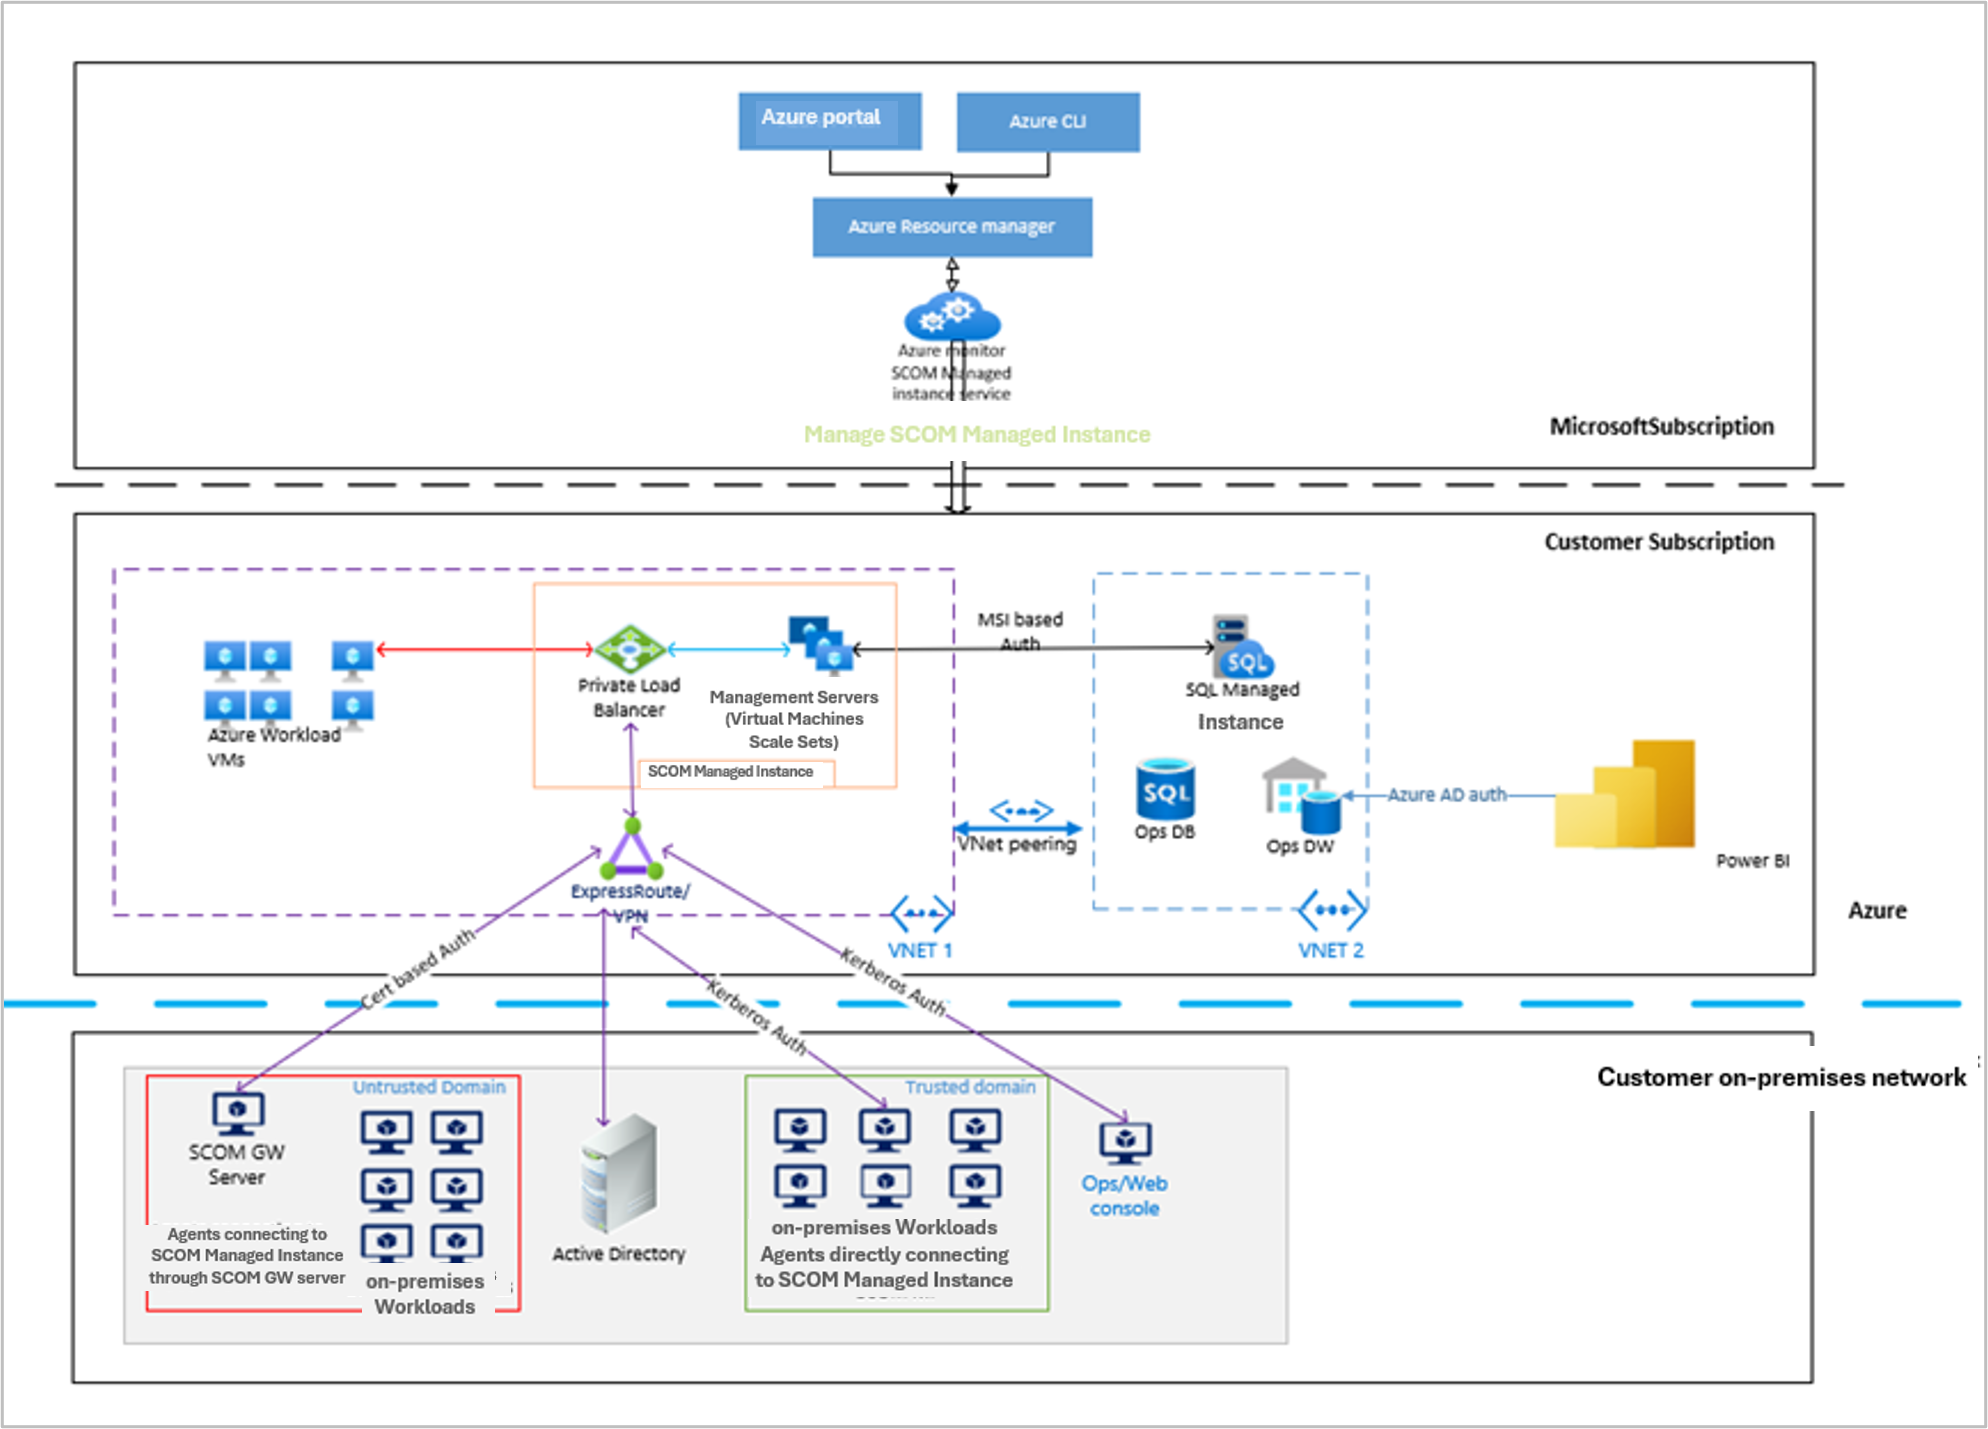 Azure portal
Azure CLI
Azure Resource manager
Azure monitor
SCOM Managed
instance service
Manage SCOM Managed Instance
MicrosoftSubscription
Customer Subscription
MSI based
Auth
Private Load
Balancer
Management Servers
(Virtual Machines
Scale Sets)
SCOM Managed Instance
Azure Workload
VMs
SQL
SQL Managed
Instance
SQL
Ops DB
Ops DW
Azure AD auth
Power BI
VNet peering
ExpressRoute/
VPN
VNET 1
VNET 2
Azure
Cert based Auth
Kerberos Auth
Kerberos Auth
Customer on-premises network
Untrusted Domain
SCOM GW
Server
Agents connecting to
SCOM Managed Instance
through SCOM GW server
on-premises
Workloads
Active Directory
Trusted domain
on-premises Workloads
Agents directly connecting
to SCOM Managed Instance
Ops/Web
console